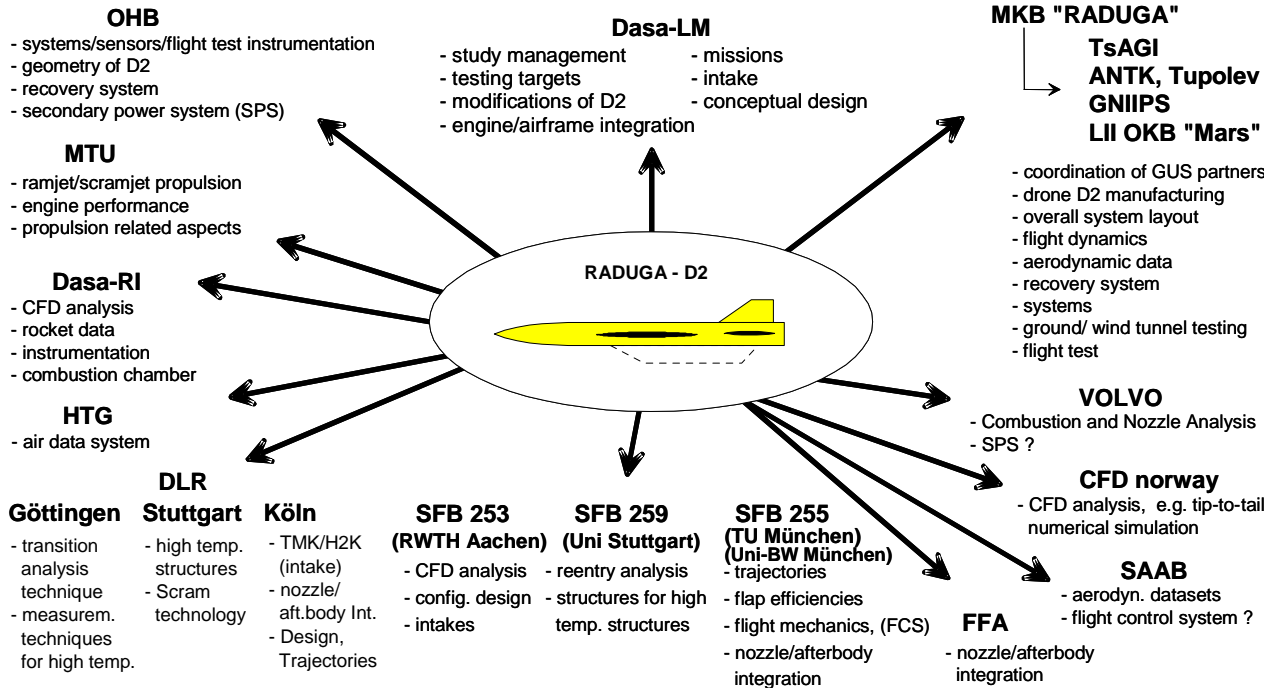 OHB
- systems/sensors/flight test instrumentation
- geometry of D2
- recovery system
- secondary power system (SPS)
Dasa-LM
- study management
- testing targets
- modifications of D2
- engine/airframe integration
- missions
- intake
- conceptual design
MKB "RADUGA"
TsAGI
ANTK, Tupolev
GNIIPS
LII OKB "Mars"
- coordination of GUS partners
- drone D2 manufacturing
- overall system layout
- flight dynamics
- aerodynamic data
- recovery system
- systems
- ground/ wind tunnel testing
- flight test
MTU
- ramjet/scramjet propulsion
- engine performance
- propulsion related aspects
RADUGA - D2
Dasa-RI
- CFD analysis
- rocket data
- instrumentation
- combustion chamber
HTG
- air data system
VOLVO
- Combustion and Nozzle Analysis
- SPS ?
CFD norway
- CFD analysis, e.g. tip-to-tail
numerical simulation
SAAB
- aerodyn. datasets
- flight control system ?
FFA
- nozzle/afterbody
integration
DLR
Göttingen
- transition
analysis
technique
- measurem.
techniques
for high temp.
Stuttgart
- high temp.
structures
- Scram
technology
Köln
- TMK/H2K
(intake)
- nozzle/
aft.body Int.
- Design,
Trajectories
SFB 253
(RWTH Aachen)
- CFD analysis
- config. design
- intakes
SFB 259
(Uni Stuttgart)
- reentry analysis
- structures for high
temp. structures
SFB 255
(TU München)
(Uni-BW München)
- trajectories
- flap efficiencies
- flight mechanics, (FCS)
- nozzle/afterbody
integration